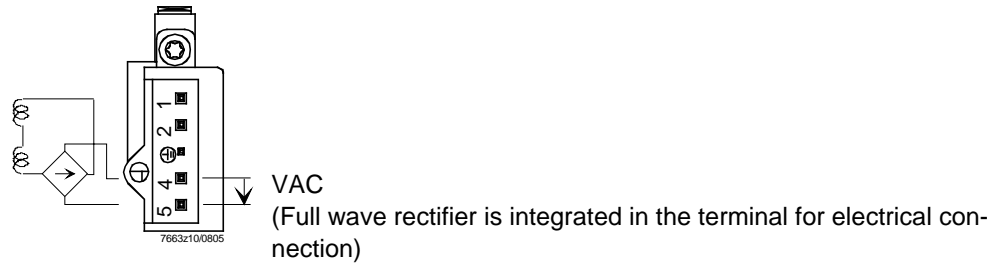 1
2
4
5
VAC
(Full wave rectifier is integrated in the terminal for electrical con-
nection)
7663z10/0805